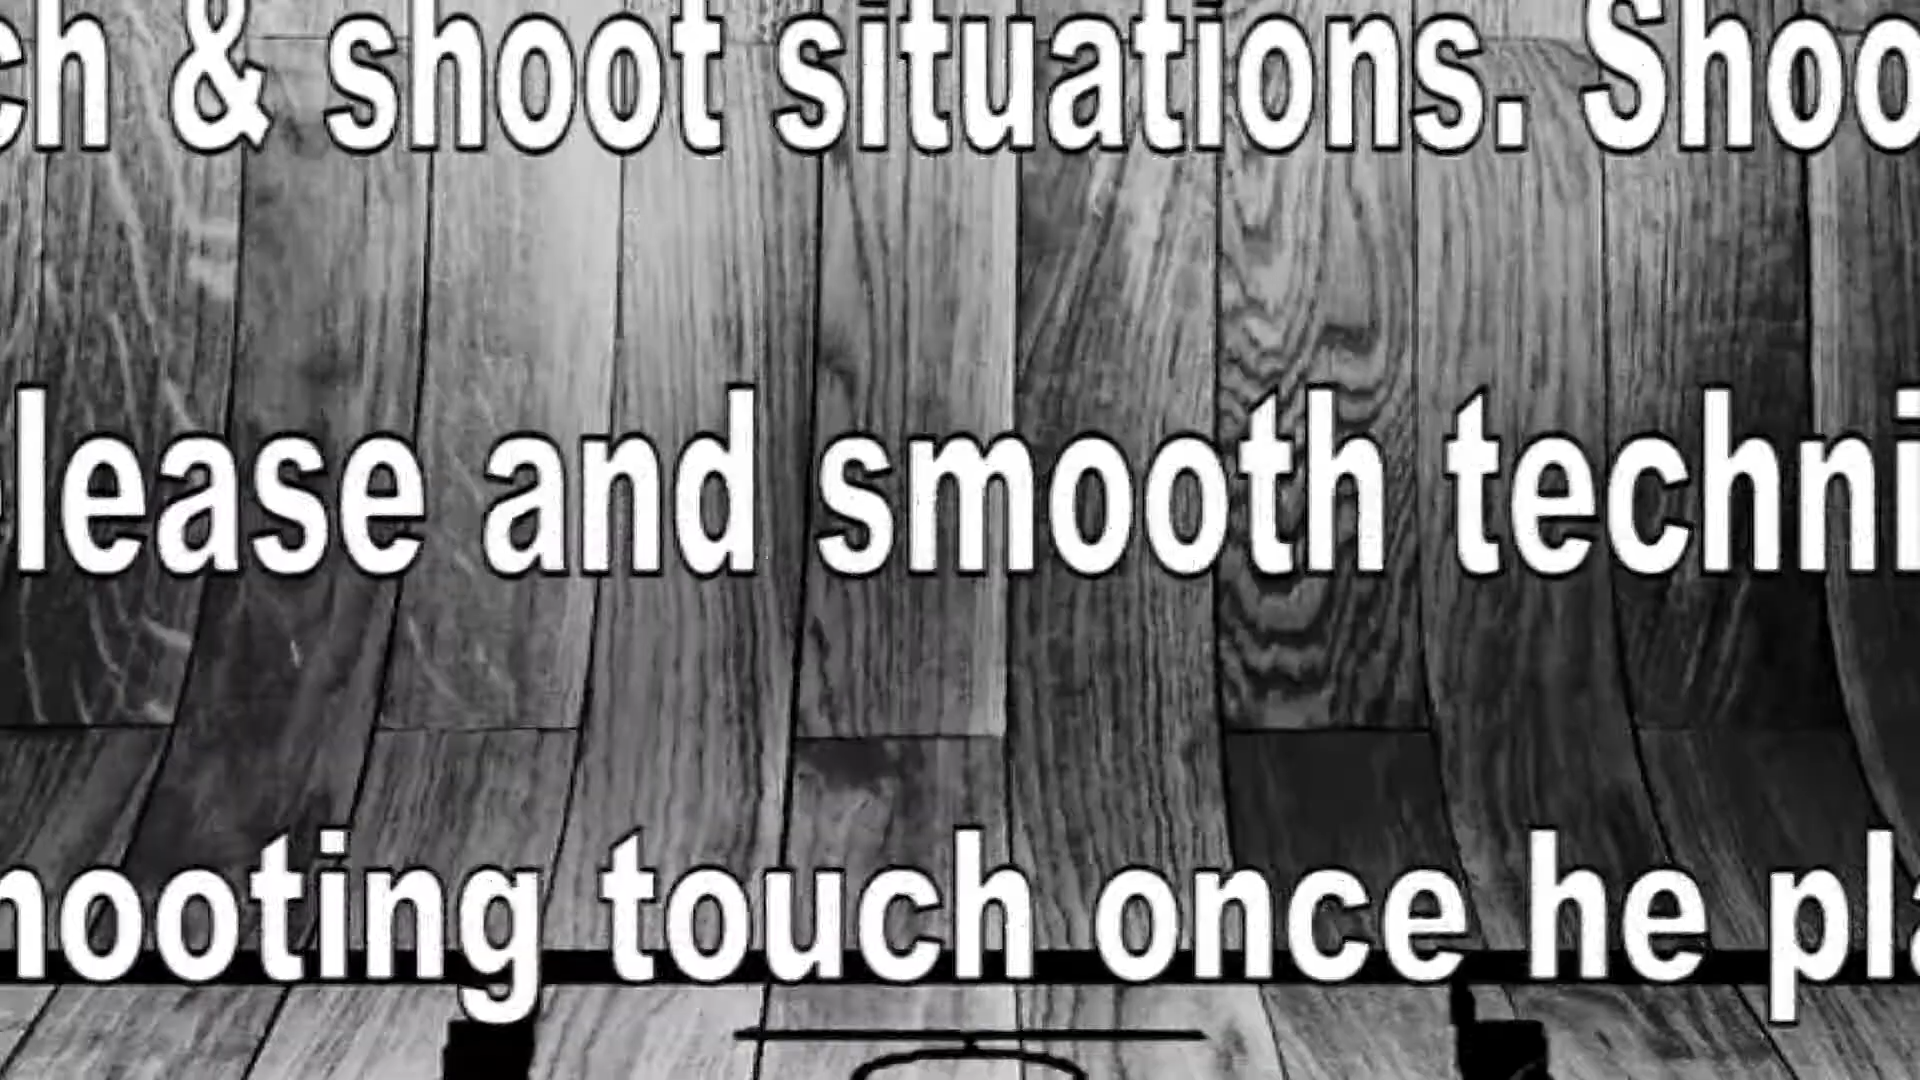 ch & shoot situations. Shoo
lease and smooth techni
hooting touch once he pla